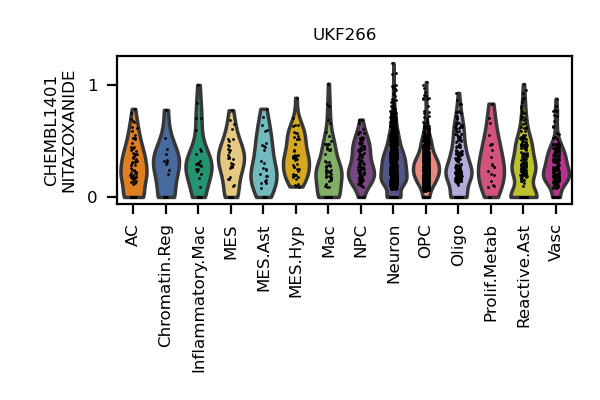 UKF266
CHEMBL1401
NITAZOXANIDE
1
0
AC
Chromatin.Reg
Inflammatory.Mac
MES
MES.Ast
MES.Hyp
Mac
NPC
Neuron
OPC
Oligo
Prolif.Metab
Reactive.Ast
Vasc